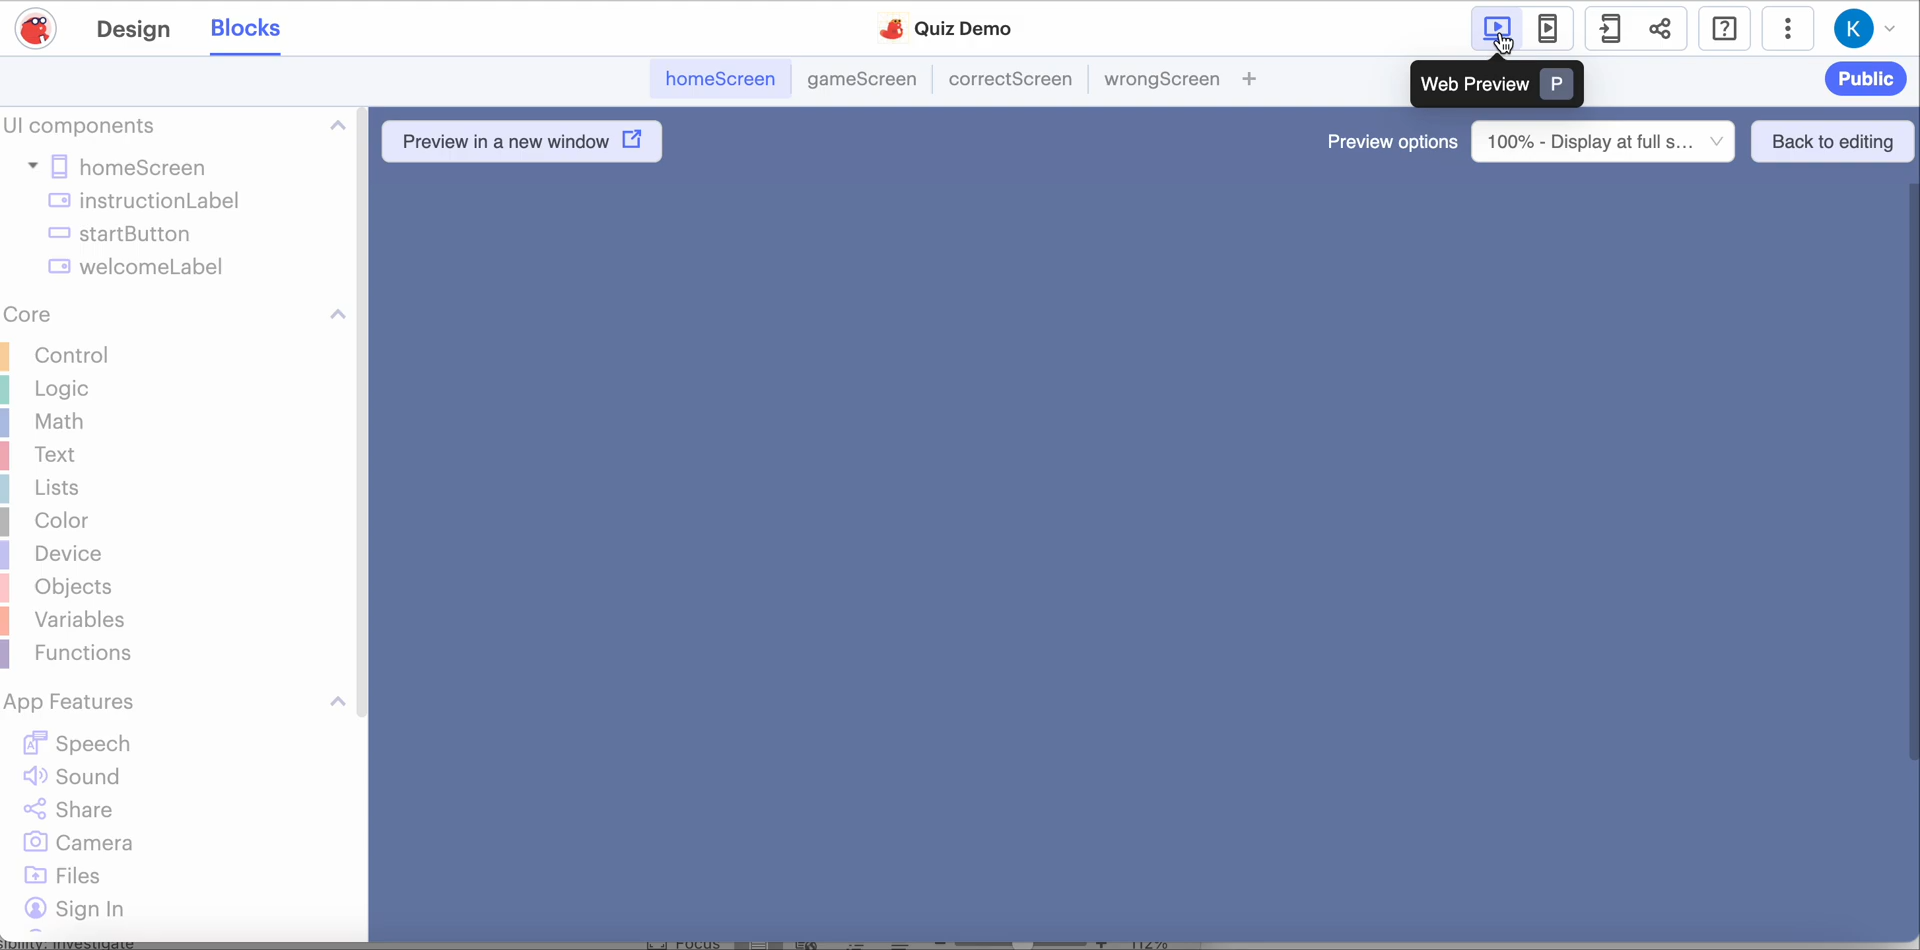 Design Blocks
Quiz Demo
K
homeScreen gameScreen correctScreen wrongScreen +
Web Preview P
Public
UI components
Preview in a new window
Preview options 100% - Display at full s... Back to editing
homeScreen
instructionLabel
startButton
welcomeLabel
Core
Control
Logic
Math
Text
Lists
Color
Device
Objects
Variables
Functions
App Features
Speech
Sound
Share
Camera
Files
Sign In
Focus 112%